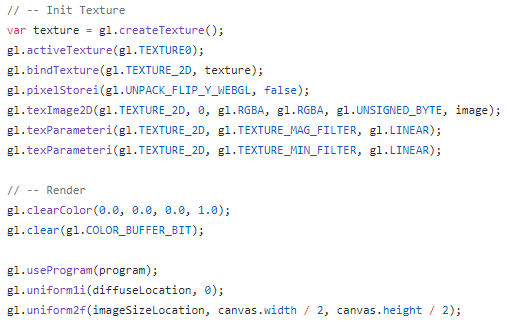 // -- Init Texture
var texture = gl.createTexture();
gl.activeTexture(gl.TEXTURE0);
gl.bindTexture(gl.TEXTURE_2D, texture);
gl.pixelStorei(gl.UNPACK_FLIP_Y_WEBGL, false);
gl.texImage2D(gl.TEXTURE_2D, 0, gl.RGBA, gl.RGBA, gl.UNSIGNED_BYTE, image);
gl.texParameteri(gl.TEXTURE_2D, gl.TEXTURE_MAG_FILTER, gl.LINEAR);
gl.texParameteri(gl.TEXTURE_2D, gl.TEXTURE_MIN_FILTER, gl.LINEAR);
// -- Render
gl.clearColor(0.0, 0.0, 0.0, 1.0);
gl.clear(gl.COLOR_BUFFER_BIT);
gl.useProgram(program);
gl.uniform1i(diffuseLocation, 0);
gl.uniform2f(imageSizeLocation, canvas.width / 2, canvas.height / 2);